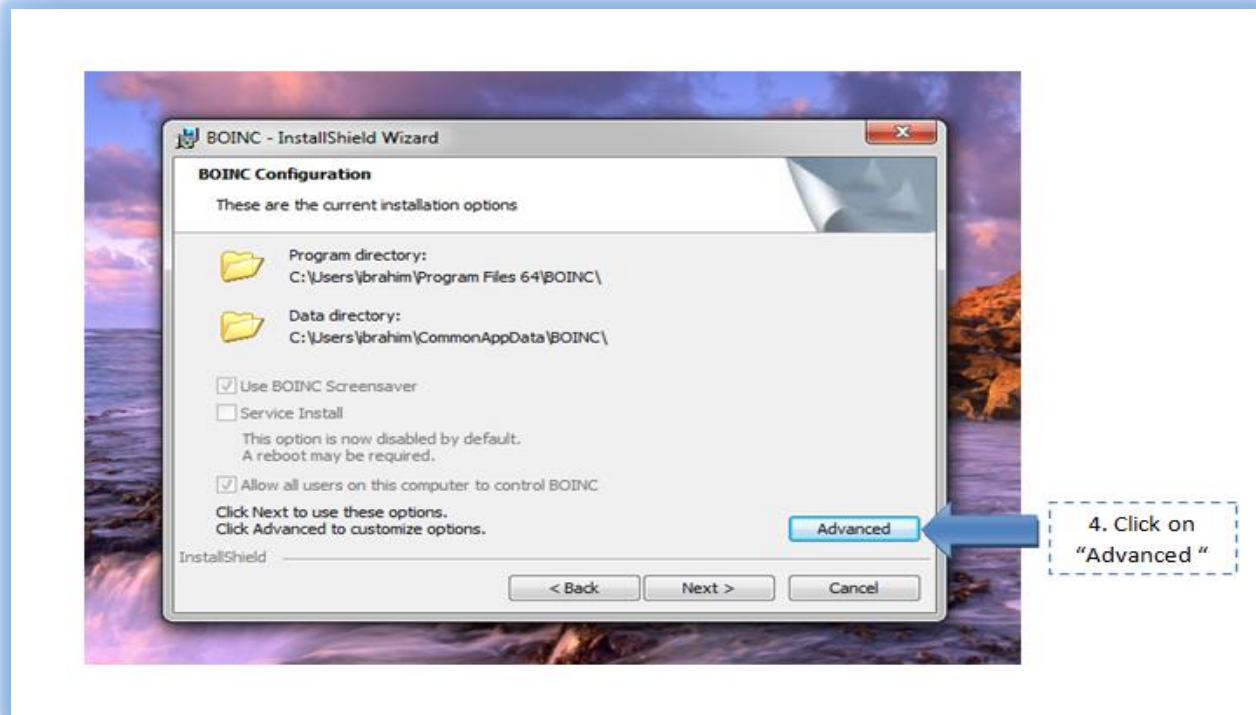 BOINC - InstallShield Wizard
BOINC Configuration
These are the current installation options
Program directory:
C:\Users\ibrahim\Program Files 64\BOINC\
Data directory:
C:\Users\ibrahim\CommonAppData\BOINC\
Use BOINC Screensaver
Service Install
This option is now disabled by default.
A reboot may be required.
Allow all users on this computer to control BOINC
Click Next to use these options.
Click Advanced to customize options.
Advanced
InstallShield
< Back
Next >
Cancel
4. Click on
“Advanced “